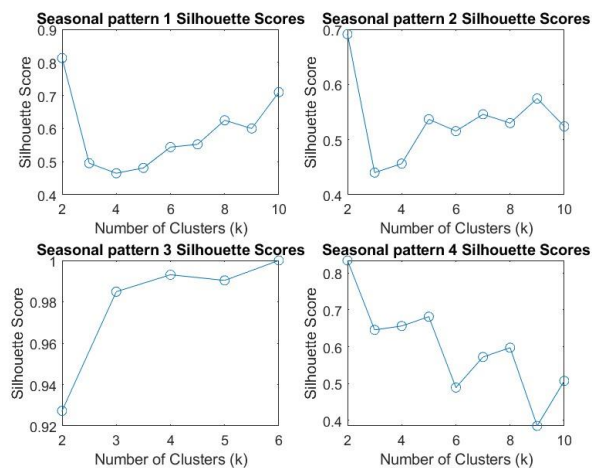 Seasonal pattern 1 Silhouette Scores
0.9
0.8
0.7
0.6
0.5
0.4
Silhouette Score
2 4 6 8 10
Number of Clusters (k)
Seasonal pattern 2 Silhouette Scores
0.7
0.6
0.5
0.4
Silhouette Score
2 4 6 8 10
Number of Clusters (k)
Seasonal pattern 3 Silhouette Scores
1
0.98
0.96
0.94
0.92
Silhouette Score
2 3 4 5 6
Number of Clusters (k)
Seasonal pattern 4 Silhouette Scores
0.8
0.7
0.6
0.5
0.4
Silhouette Score
2 4 6 8 10
Number of Clusters (k)